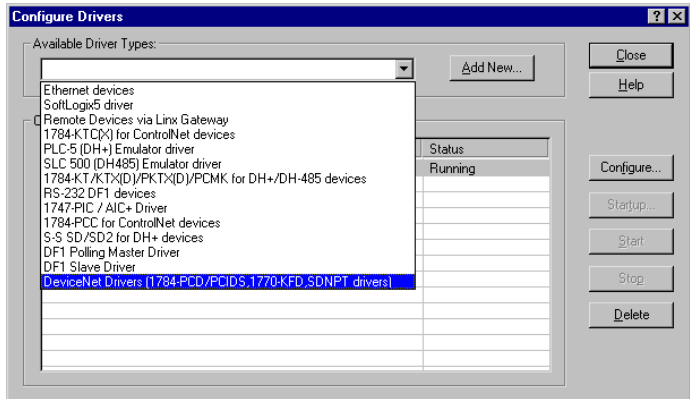 Configure Drivers
Available Driver Types:
Add New...
Close
Help
Ethernet devices
SoftLogix5 driver
Remote Devices via Linx Gateway
1784-KTC(X) for ControlNet devices
PLC-5 (DH+) Emulator driver
SLC 500 (DH485) Emulator driver
1784-KT/KTX(D)/PKTX(D)/PCMK for DH+/DH-485 devices
RS-232 DF1 devices
1747-PIC / AIC+ Driver
1784-PCC for ControlNet devices
S-S SD/SD2 for DH+ devices
DF1 Polling Master Driver
DF1 Slave Driver
DeviceNet Drivers (1784-PCD/PCIDS,1770-KFD,SDNPT drivers)
Status
Running
Configure...
Startup...
Start
Stop
Delete